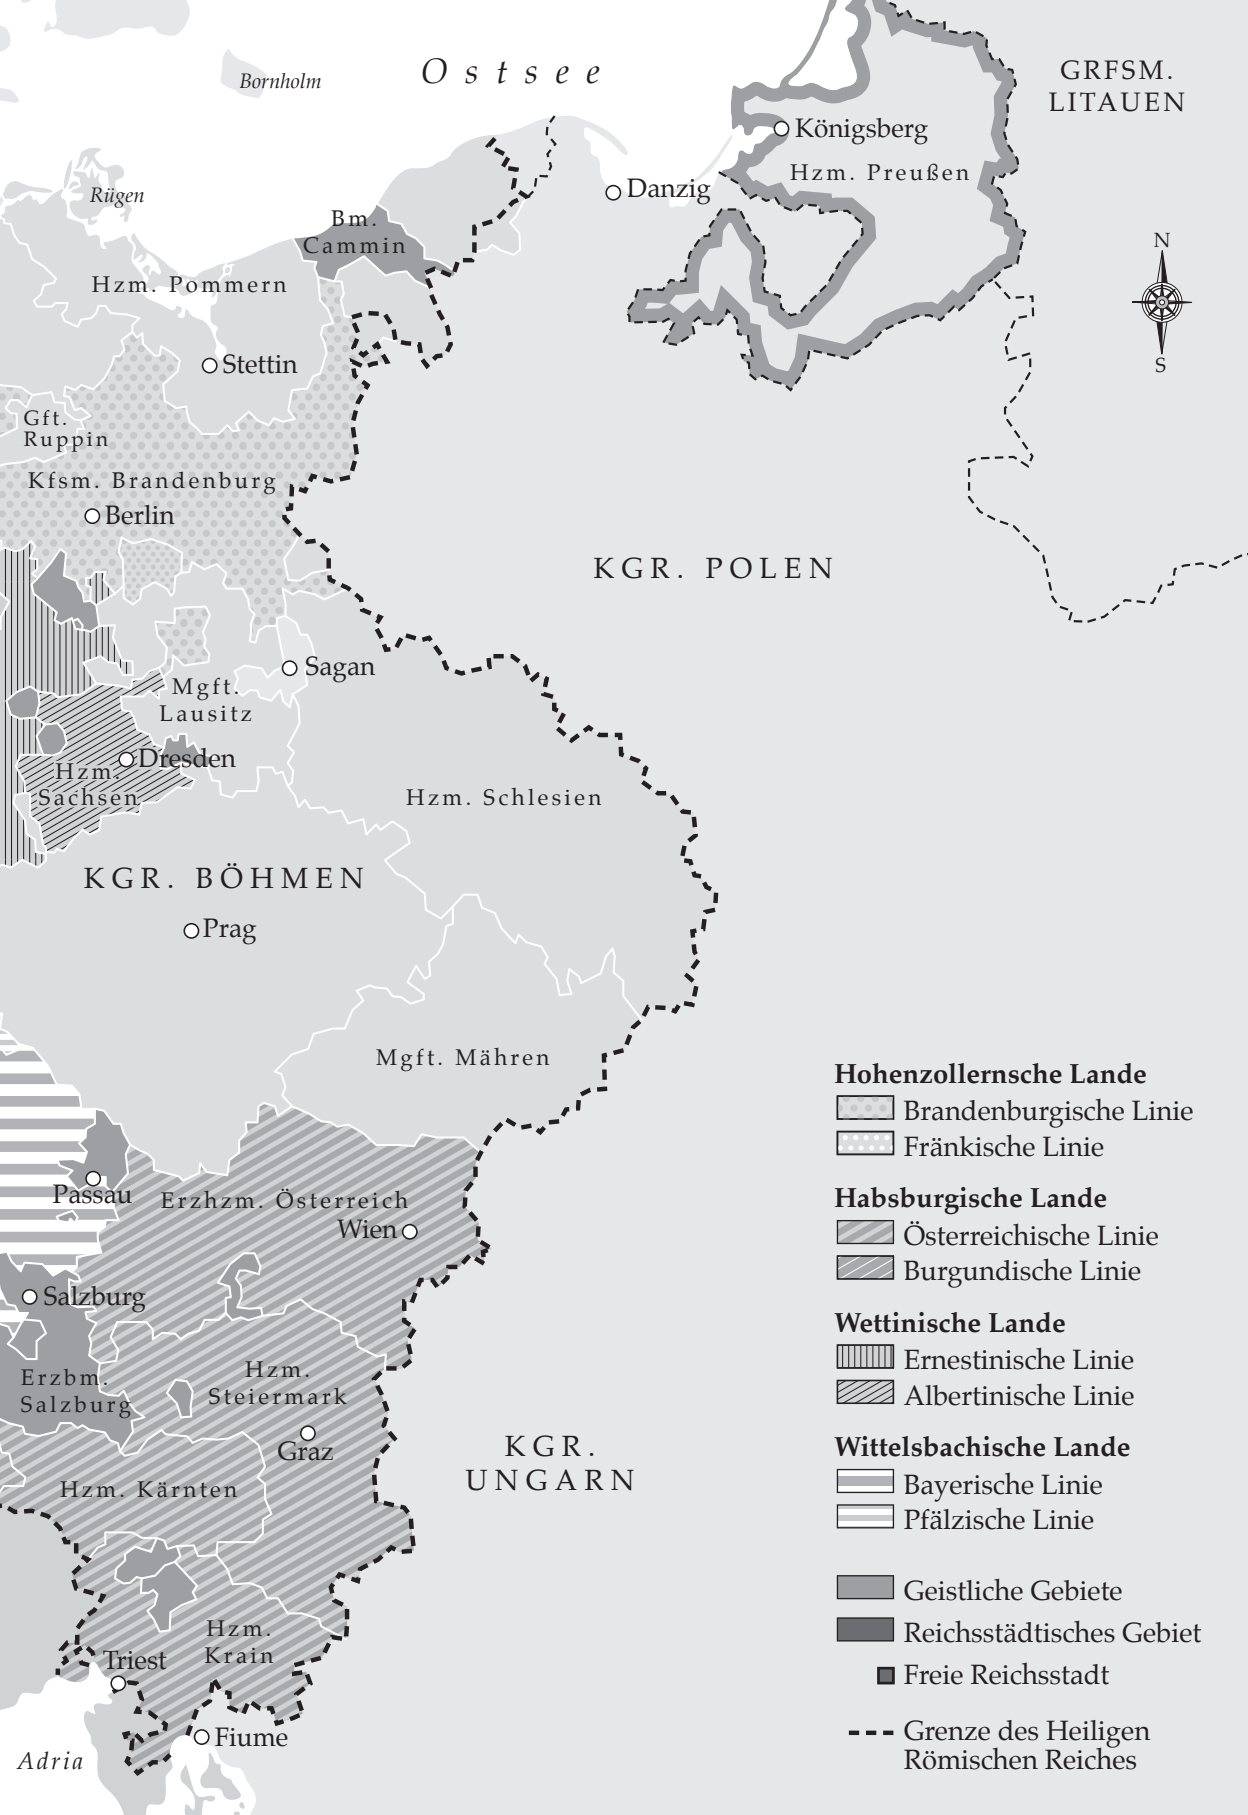 Ostsee
Bornholm
GRFSM.
LITAUEN
Königsberg
Hzm. Preußen
Danzig
Rügen
Bm.
Cammin
N
S
Hzm. Pommern
Stettin
Gft.
Ruppin
Kfsm. Brandenburg
Berlin
KGR. POLEN
Sagan
Mgft.
Lausitz
Dresden
Hzm.
Sachsen
Hzm. Schlesien
KGR. BÖHMEN
Prag
Mgft. Mähren
Passau
Erzhzm. Österreich
Wien
Salzburg
Erzbm.
Salzburg
Hzm.
Steiermark
Graz
KGR.
UNGARN
Hzm. Kärnten
Hzm.
Krain
Triest
Fiume
Adria
Hohenzollernsche Lande
Brandenburgische Linie
Fränkische Linie
Habsburgische Lande
Österreichische Linie
Burgundische Linie
Wettinische Lande
Ernestinische Linie
Albertinische Linie
Wittelsbachische Lande
Bayerische Linie
Pfälzische Linie
Geistliche Gebiete
Reichsstädtisches Gebiet
Freie Reichsstadt
Grenze des Heiligen
Römischen Reiches